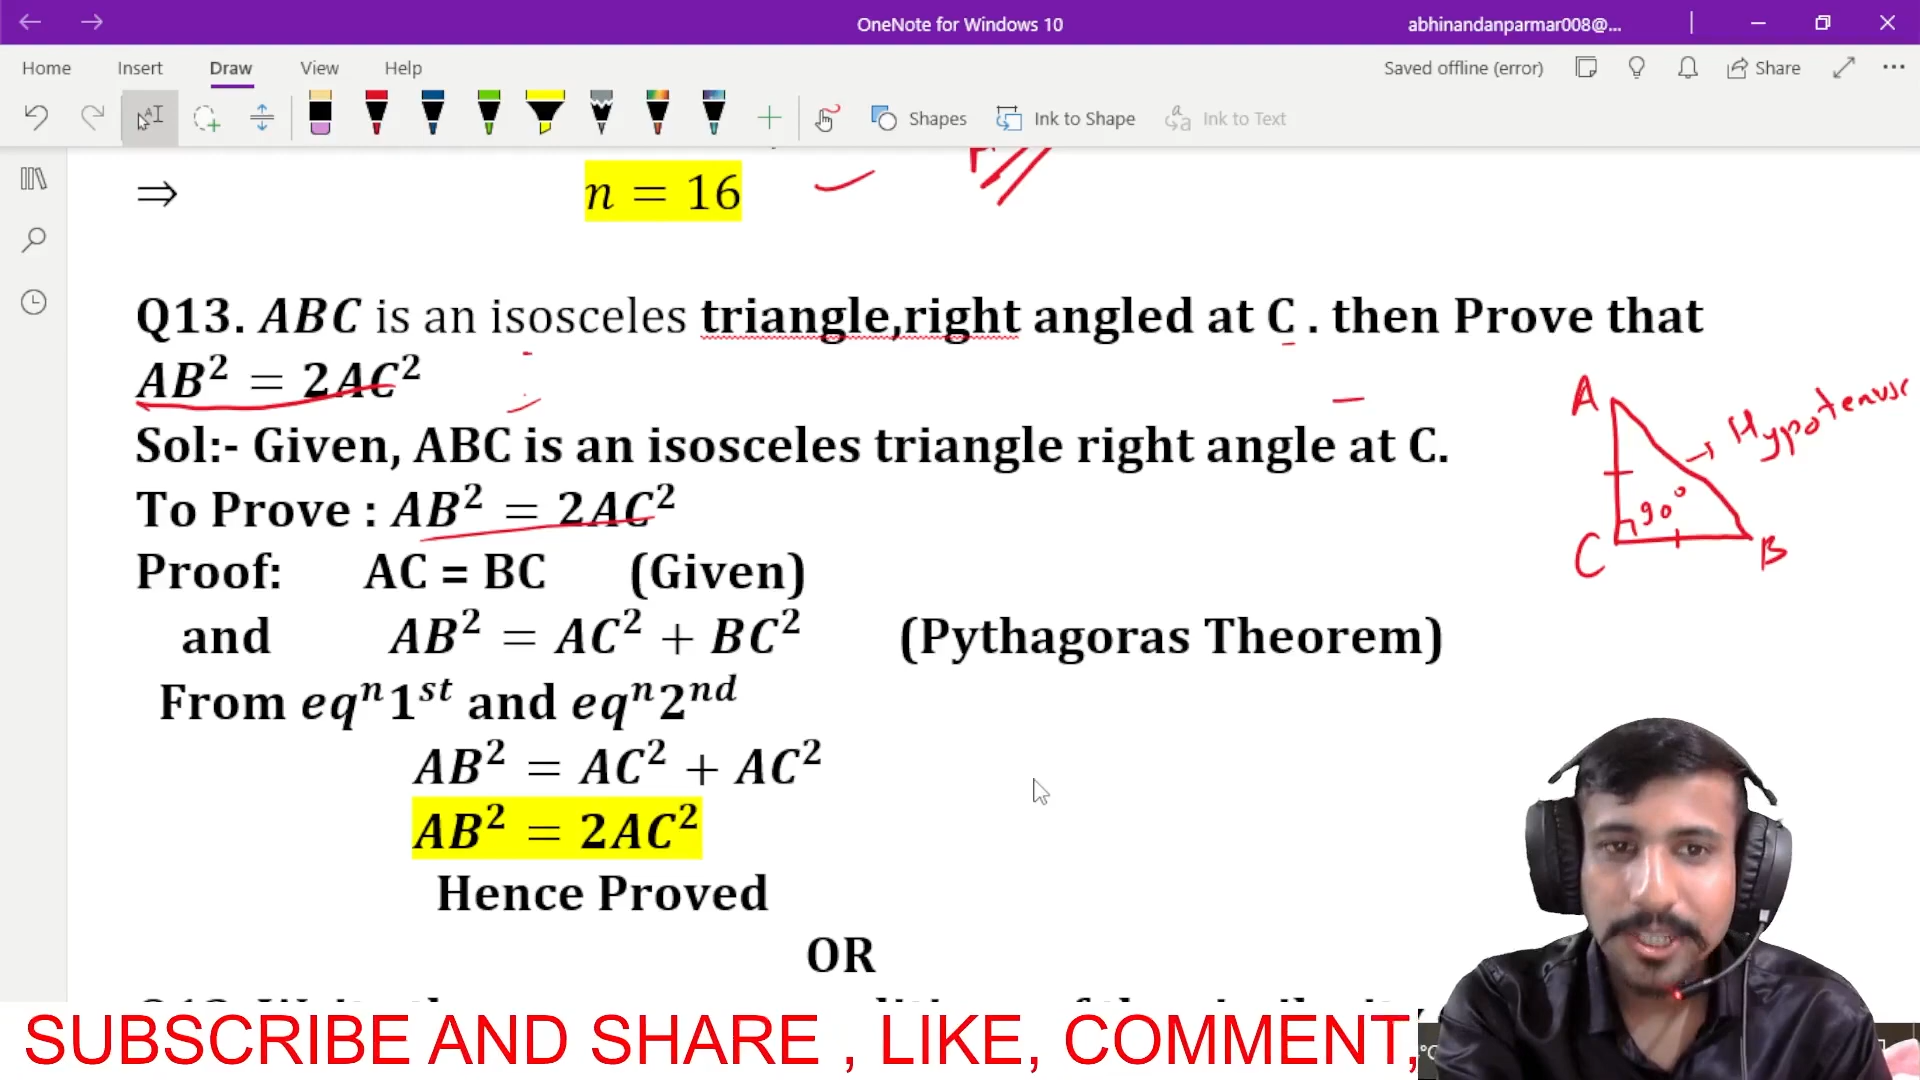 OneNote for Windows 10
abhinandanparmar008@...
Home Insert Draw View Help
Saved offline (error) Share
Shapes Ink to Shape Ink to Text
⇒ n = 16
Q13. ABC is an isosceles triangle,right angled at C . then Prove that
AB² = 2AC²
Sol:- Given, ABC is an isosceles triangle right angle at C.
To Prove : AB² = 2AC²
Proof: AC = BC (Given)
and AB² = AC² + BC² (Pythagoras Theorem)
From eqⁿ1ˢᵗ and eqⁿ2ⁿᵈ
AB² = AC² + AC²
AB² = 2AC²
Hence Proved
OR
A
Hypotenuse
90°
C
B
SUBSCRIBE AND SHARE , LIKE, COMMENT,